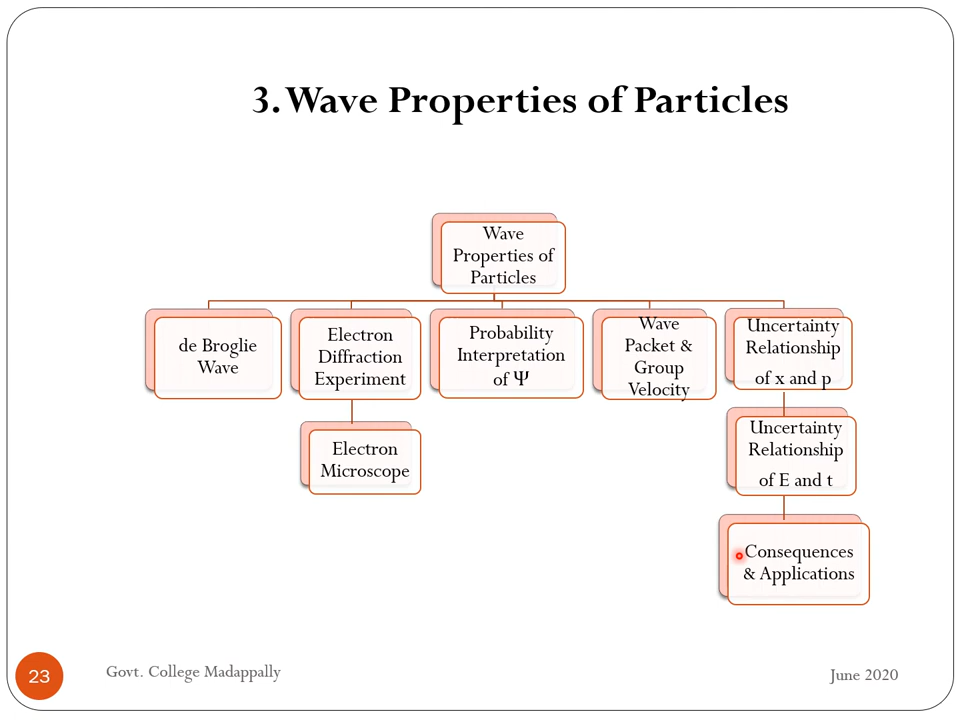 3. Wave Properties of Particles
Wave
Properties of
Particles
de Broglie
Wave
Electron
Diffraction
Experiment
Probability
Interpretation
of Ψ
Wave
Packet &
Group
Velocity
Uncertainty
Relationship
of x and p
Electron
Microscope
Uncertainty
Relationship
of E and t
Consequences
& Applications
23
Govt. College Madappally
June 2020